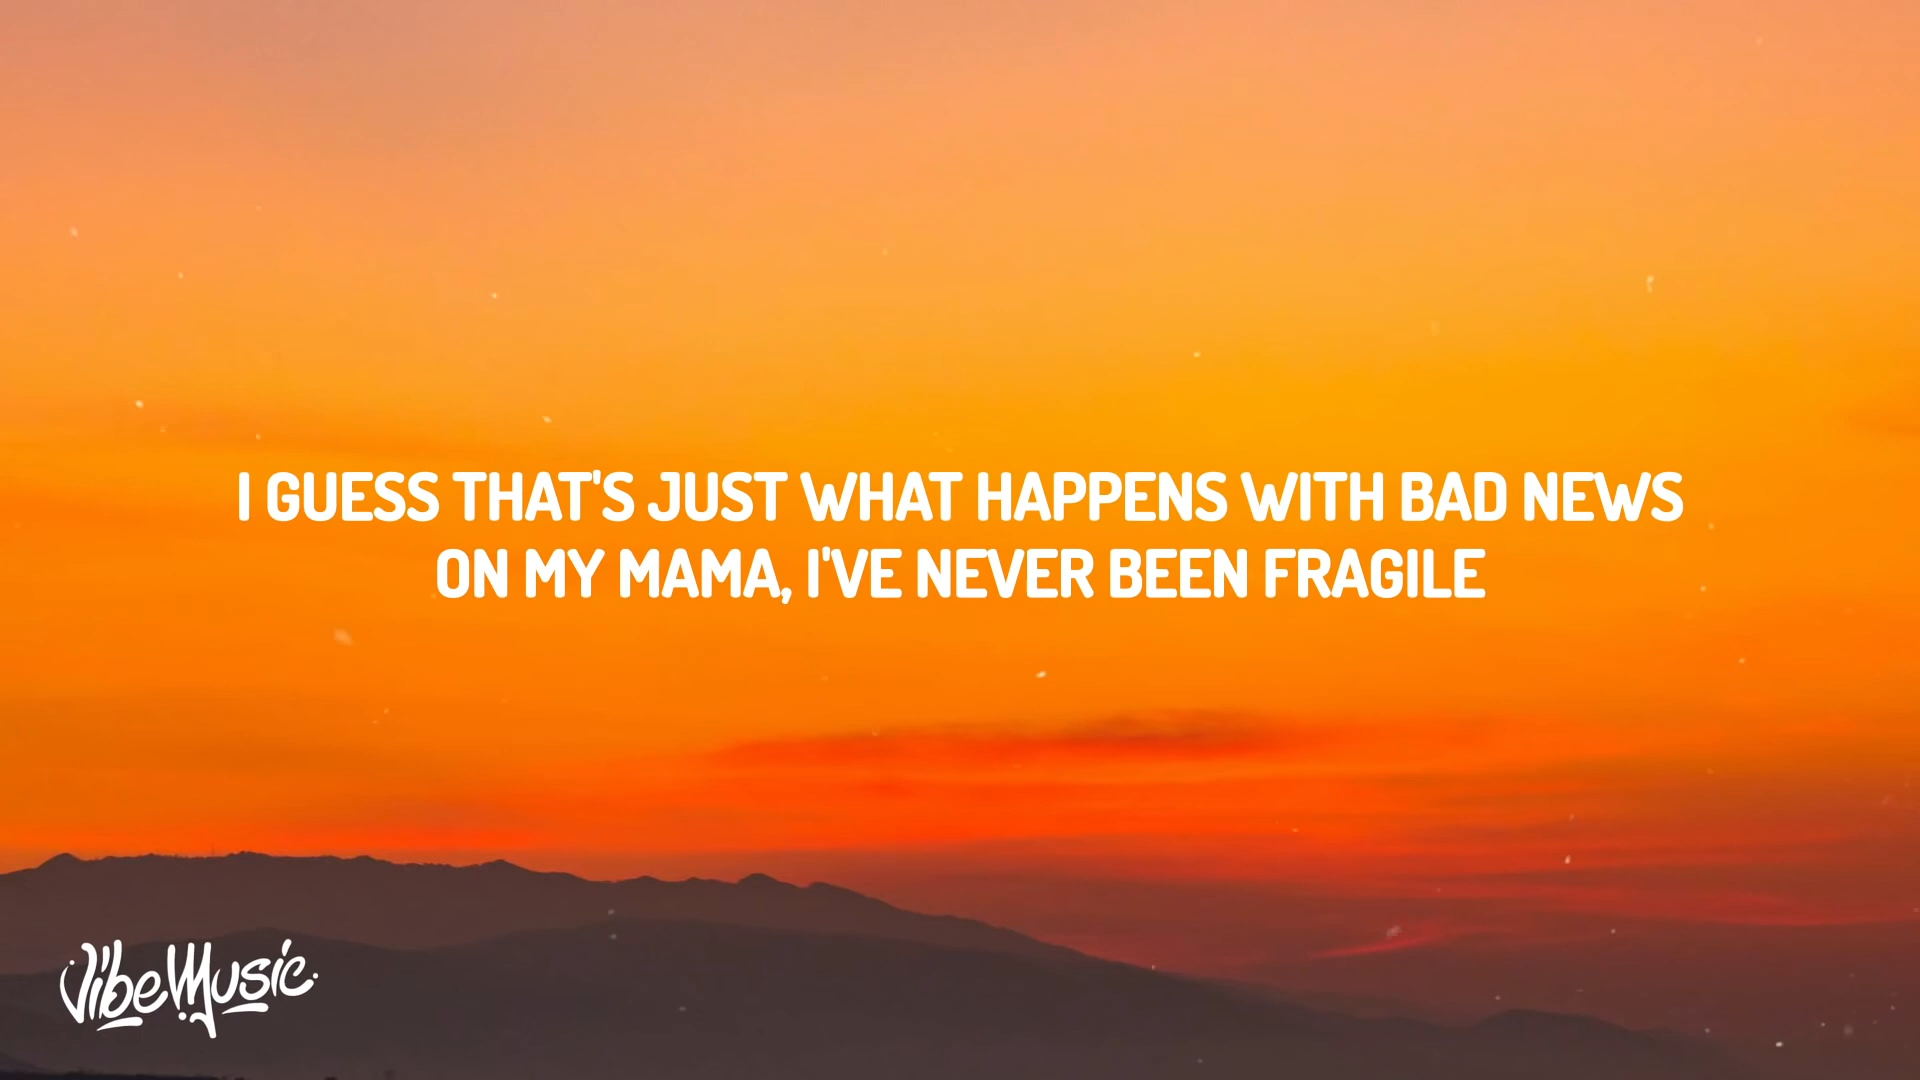 I GUESS THAT'S JUST WHAT HAPPENS WITH BAD NEWS
ON MY MAMA, I'VE NEVER BEEN FRAGILE
VibeMusic